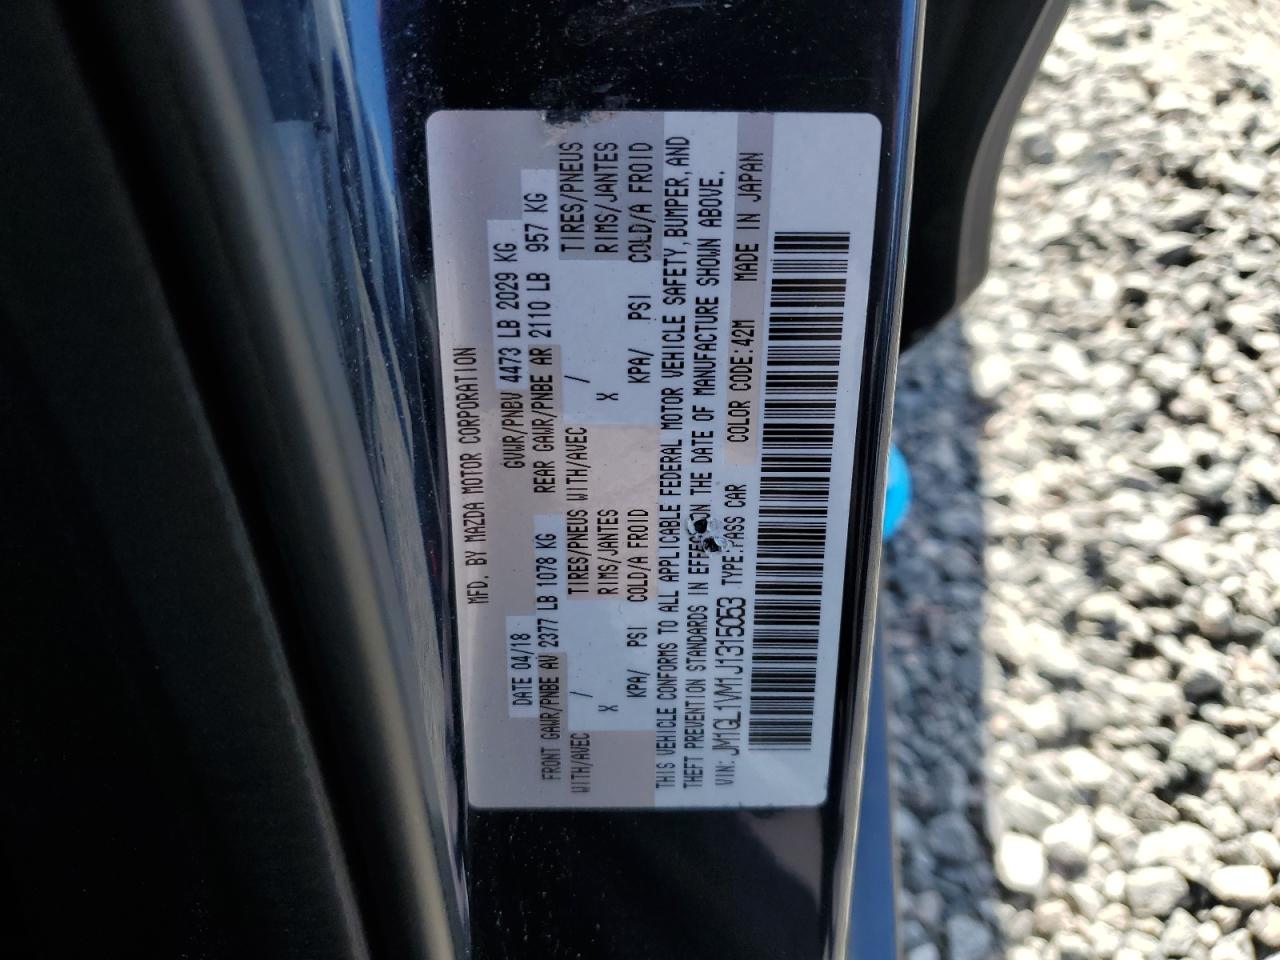 MFD. BY MAZDA MOTOR CORPORATION
DATE 04/18 GVWR/PNBV 4473 LB 2029 KG
FRONT GAWR/PNBE AV 2377 LB 1078 KG REAR GAWR/PNBE AR 2110 LB 957 KG
WITH/AVEC / TIRES/PNEUS WITH/AVEC / TIRES/PNEUS
X RIMS/JANTES X RIMS/JANTES
KPA/ PSI COLD/A FROID KPA/ PSI COLD/A FROID
THIS VEHICLE CONFORMS TO ALL APPLICABLE FEDERAL MOTOR VEHICLE SAFETY, BUMPER, AND
THEFT PREVENTION STANDARDS IN EFFECT ON THE DATE OF MANUFACTURE SHOWN ABOVE.
VIN: JM1GL1VM1J1315053 TYPE:PASS CAR COLOR CODE:42M MADE IN JAPAN